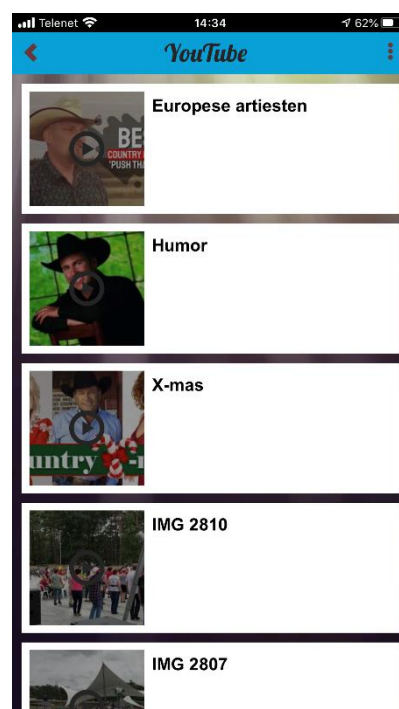 Telenet 14:34 62%
YouTube
Europese artiesten
BE
COUNTRY
'PUSH TH
Humor
X-mas
untry -r
IMG 2810
IMG 2807